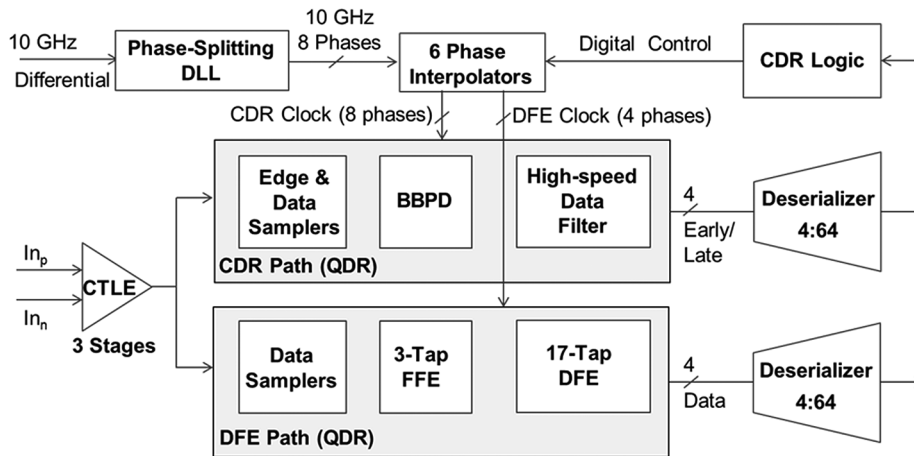 10 GHz
Differential
Phase-Splitting
DLL
10 GHz
8 Phases
6 Phase
Interpolators
Digital Control
CDR Logic
CDR Clock (8 phases)
DFE Clock (4 phases)
Edge &
Data
Samplers
BBPD
High-speed
Data
Filter
CDR Path (QDR)
4
Early/
Late
Deserializer
4:64
Inp
Inn
CTLE
3 Stages
Data
Samplers
3-Tap
FFE
17-Tap
DFE
DFE Path (QDR)
4
Data
Deserializer
4:64